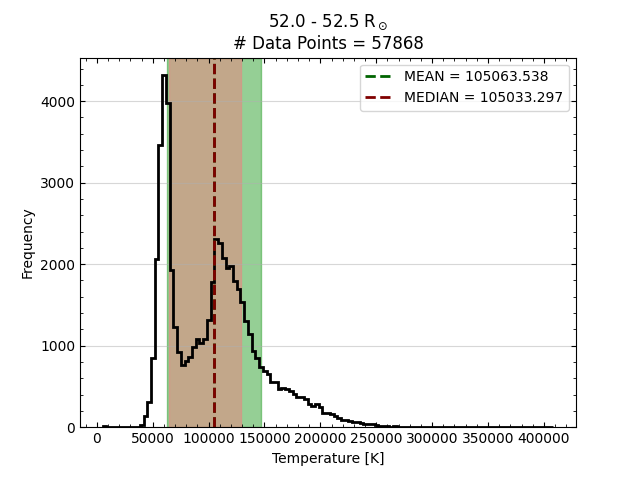 52.0 - 52.5 R⊙
# Data Points = 57868
MEAN = 105063.538
MEDIAN = 105033.297
Frequency
4000
3000
2000
1000
0
0 50000 100000 150000 200000 250000 300000 350000 400000
Temperature [K]